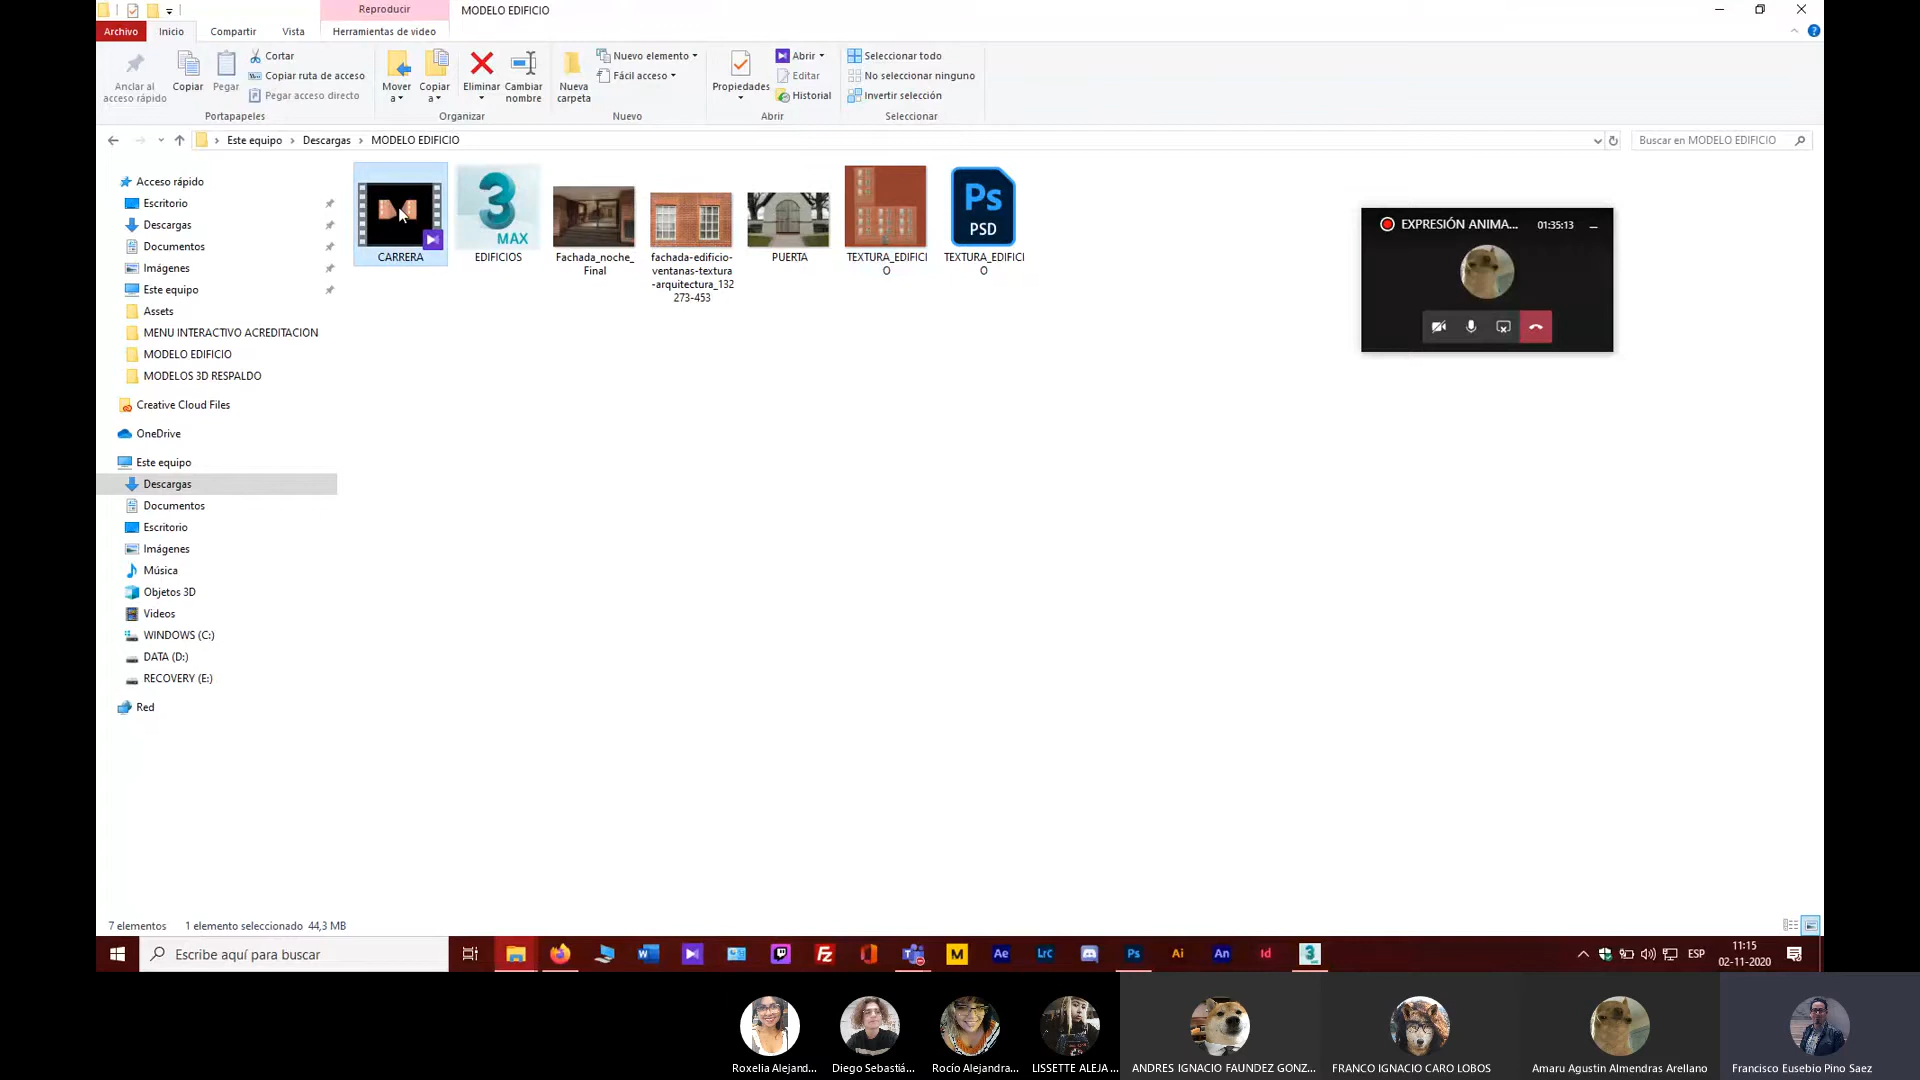 Reproducir
MODELO EDIFICIO
Archivo
Inicio
Compartir
Vista
Herramientas de video
Anclar al
acceso rápido
Copiar
Pegar
Cortar
Copiar ruta de acceso
Pegar acceso directo
Portapapeles
Mover
a
Copiar
a
Eliminar
Cambiar
nombre
Organizar
Nueva
carpeta
Nuevo elemento
Fácil acceso
Nuevo
Propiedades
Abrir
Editar
Historial
Abrir
Seleccionar todo
No seleccionar ninguno
Invertir selección
Seleccionar
Este equipo
Descargas
MODELO EDIFICIO
Buscar en MODELO EDIFICIO
Acceso rápido
Escritorio
Descargas
Documentos
Imágenes
Este equipo
Assets
MENU INTERACTIVO ACREDITACION
MODELO EDIFICIO
MODELOS 3D RESPALDO
Creative Cloud Files
OneDrive
Este equipo
Descargas
Documentos
Escritorio
Imágenes
Música
Objetos 3D
Videos
WINDOWS (C:)
DATA (D:)
RECOVERY (E:)
Red
CARRERA
3
MAX
EDIFICIOS
Fachada_noche_
Final
fachada-edificio-
ventanas-textura
-arquitectura_132
273-453
PUERTA
TEXTURA_EDIFICI
O
Ps
PSD
TEXTURA_EDIFICI
O
EXPRESIÓN ANIMA...
01:35:13
7 elementos
1 elemento seleccionado 44,3 MB
Escribe aquí para buscar
Fz
M
Ae
LrC
Ps
Ai
An
Id
3
ESP
11:15
02-11-2020
Roxelia Alejand...
Diego Sebastiá...
Rocío Alejandra...
LISSETTE ALEJA ...
ANDRES IGNACIO FAUNDEZ GONZ...
FRANCO IGNACIO CARO LOBOS
Amaru Agustin Almendras Arellano
Francisco Eusebio Pino Saez